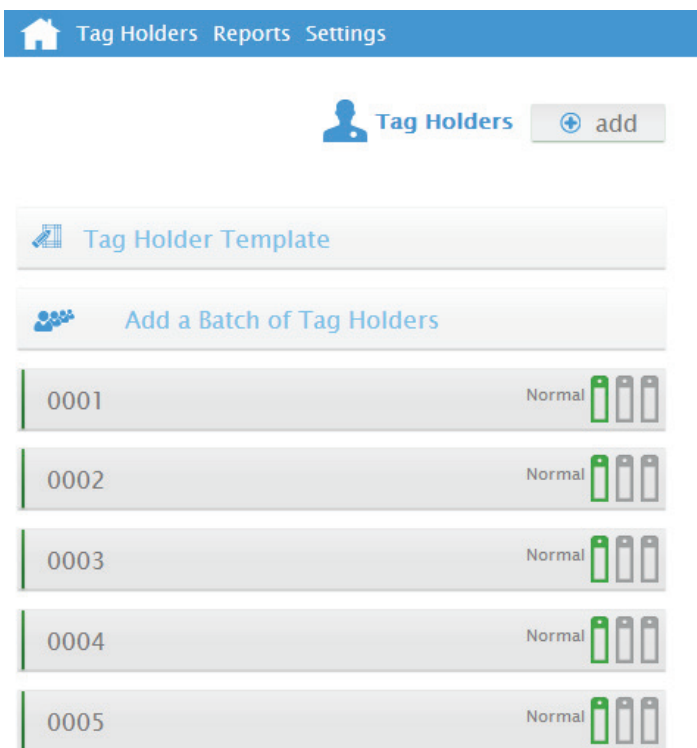 Tag Holders Reports Settings
Tag Holders add
Tag Holder Template
Add a Batch of Tag Holders
0001 Normal
0002 Normal
0003 Normal
0004 Normal
0005 Normal